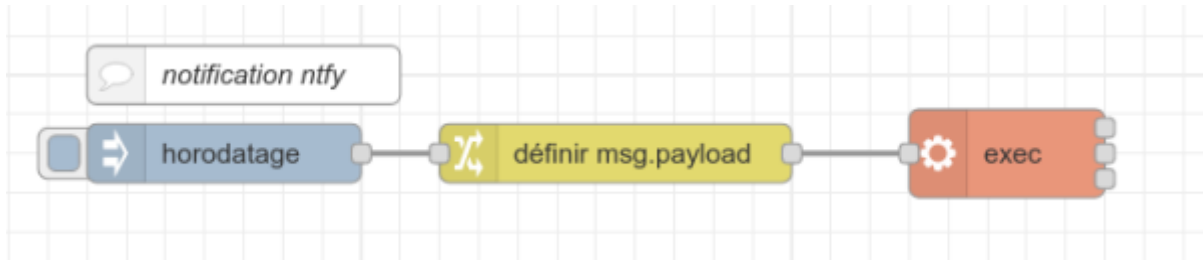 notification ntfy
horodatage
définir msg.payload
exec